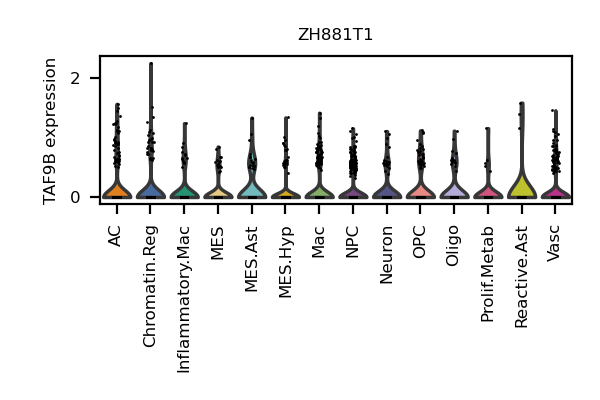 ZH881T1
TAF9B expression
2
0
AC
Chromatin.Reg
Inflammatory.Mac
MES
MES.Ast
MES.Hyp
Mac
NPC
Neuron
OPC
Oligo
Prolif.Metab
Reactive.Ast
Vasc